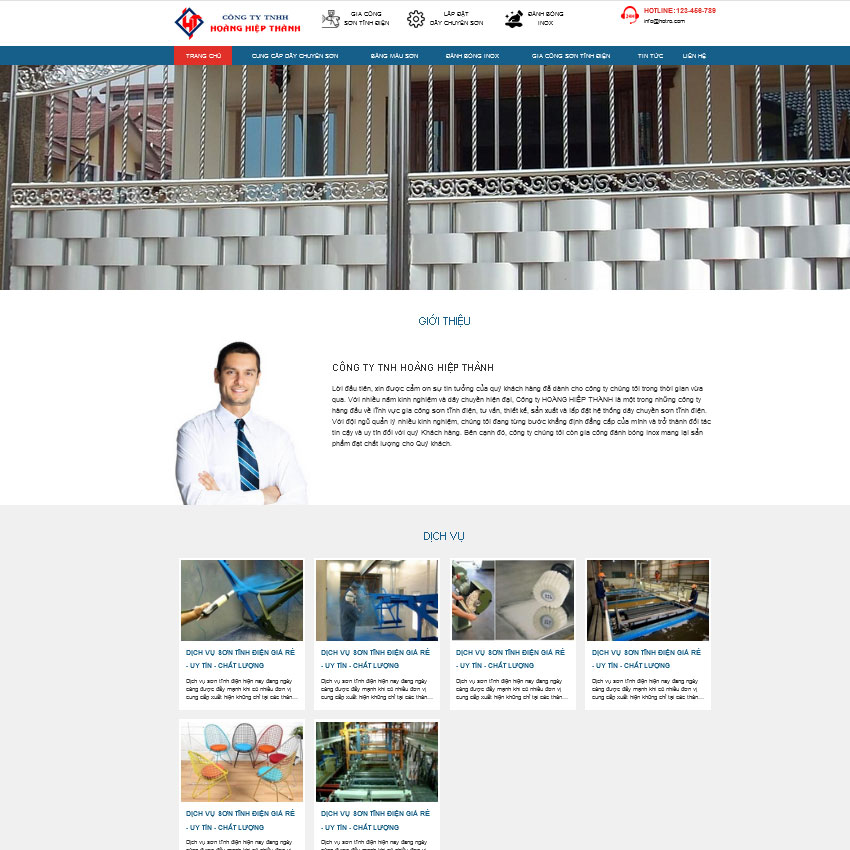 CÔNG TY TNHH
HOÀNG HIỆP THÀNH
GIA CÔNG
SƠN TĨNH ĐIỆN
LẮP ĐẶT
DÂY CHUYỀN SƠN
ĐÁNH BÓNG
INOX
HOTLINE: 123-456-789
TRANG CHỦ
CUNG CẤP DÂY CHUYỀN SƠN
BẢNG MÀU SƠN
ĐÁNH BÓNG INOX
GIA CÔNG SƠN TĨNH ĐIỆN
TIN TỨC
LIÊN HỆ
GIỚI THIỆU
CÔNG TY TNH HOÀNG HIỆP THÀNH
Lời đầu tiên, xin được cảm ơn sự tin tưởng của quý khách hàng đã dành cho công ty chúng tôi trong thời gian vừa
qua. Với nhiều năm kinh nghiệm và dây chuyền hiện đại, Công ty HOÀNG HIỆP THÀNH là một trong những công ty
hàng đầu về lĩnh vực gia công sơn tĩnh điện, tư vấn, thiết kế, sản xuất và lắp đặt hệ thống dây chuyền sơn tĩnh điện.
Với đội ngũ quản lý nhiều kinh nghiệm, chúng tôi đang từng bước khẳng định đẳng cấp của mình và trở thành đối tác
tin cậy và uy tín đối với quý Khách hàng. Bên cạnh đó, công ty chúng tôi còn gia công đánh bóng inox mang lại sản
phẩm đạt chất lượng cho Quý khách.
DỊCH VỤ
DỊCH VỤ SƠN TĨNH ĐIỆN GIÁ RẺ
- UY TÍN - CHẤT LƯỢNG
Dịch vụ sơn tĩnh điện hiện nay đang ngày
càng được đẩy mạnh khi có nhiều đơn vị
cung cấp xuất hiện không chỉ tại các thàn...
DỊCH VỤ SƠN TĨNH ĐIỆN GIÁ RẺ
- UY TÍN - CHẤT LƯỢNG
Dịch vụ sơn tĩnh điện hiện nay đang ngày
càng được đẩy mạnh khi có nhiều đơn vị
cung cấp xuất hiện không chỉ tại các thàn...
DỊCH VỤ SƠN TĨNH ĐIỆN GIÁ RẺ
- UY TÍN - CHẤT LƯỢNG
Dịch vụ sơn tĩnh điện hiện nay đang ngày
càng được đẩy mạnh khi có nhiều đơn vị
cung cấp xuất hiện không chỉ tại các thàn...
DỊCH VỤ SƠN TĨNH ĐIỆN GIÁ RẺ
- UY TÍN - CHẤT LƯỢNG
Dịch vụ sơn tĩnh điện hiện nay đang ngày
càng được đẩy mạnh khi có nhiều đơn vị
cung cấp xuất hiện không chỉ tại các thàn...
DỊCH VỤ SƠN TĨNH ĐIỆN GIÁ RẺ
- UY TÍN - CHẤT LƯỢNG
Dịch vụ sơn tĩnh điện hiện nay đang ngày
DỊCH VỤ SƠN TĨNH ĐIỆN GIÁ RẺ
- UY TÍN - CHẤT LƯỢNG
Dịch vụ sơn tĩnh điện hiện nay đang ngày